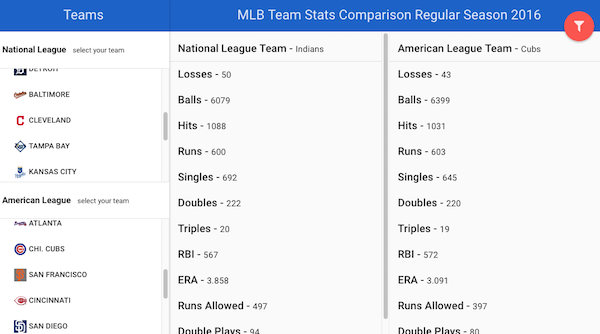 Teams
MLB Team Stats Comparison Regular Season 2016
National League select your team
DETROIT
BALTIMORE
CLEVELAND
TAMPA BAY
KANSAS CITY
American League select your team
ATLANTA
CHI. CUBS
SAN FRANCISCO
CINCINNATI
SAN DIEGO
National League Team - Indians
Losses - 50
Balls - 6079
Hits - 1088
Runs - 600
Singles - 692
Doubles - 222
Triples - 20
RBI - 567
ERA - 3.858
Runs Allowed - 497
Double Plays - 94
American League Team - Cubs
Losses - 43
Balls - 6399
Hits - 1031
Runs - 603
Singles - 645
Doubles - 220
Triples - 19
RBI - 572
ERA - 3.091
Runs Allowed - 397
Double Plays - 80